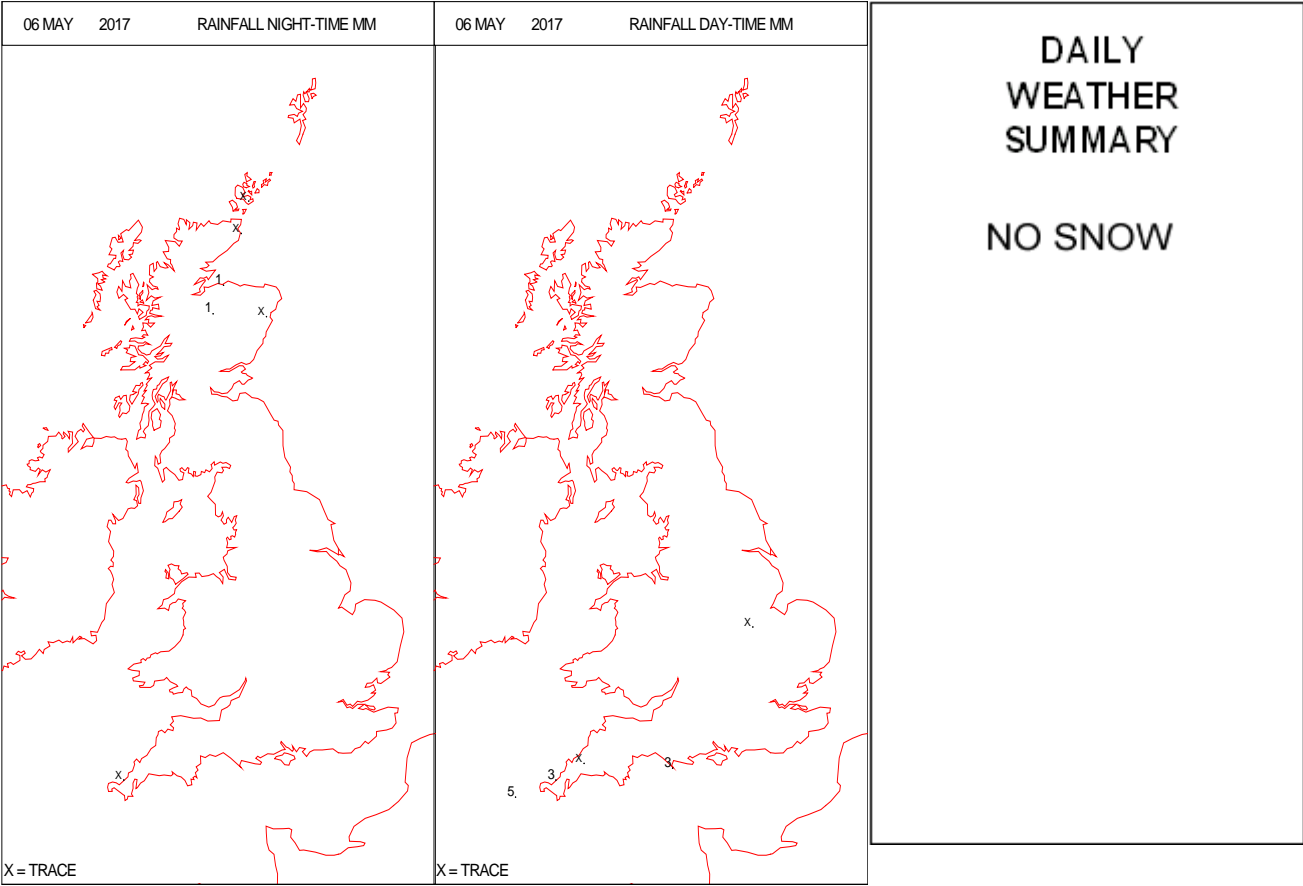 06 MAY 2017 RAINFALL NIGHT-TIME MM
x.
x.
1.
1.
x.
x.
X = TRACE
06 MAY 2017 RAINFALL DAY-TIME MM
x.
x.
3.
3.
5.
X = TRACE
DAILY
WEATHER
SUMMARY
NO SNOW